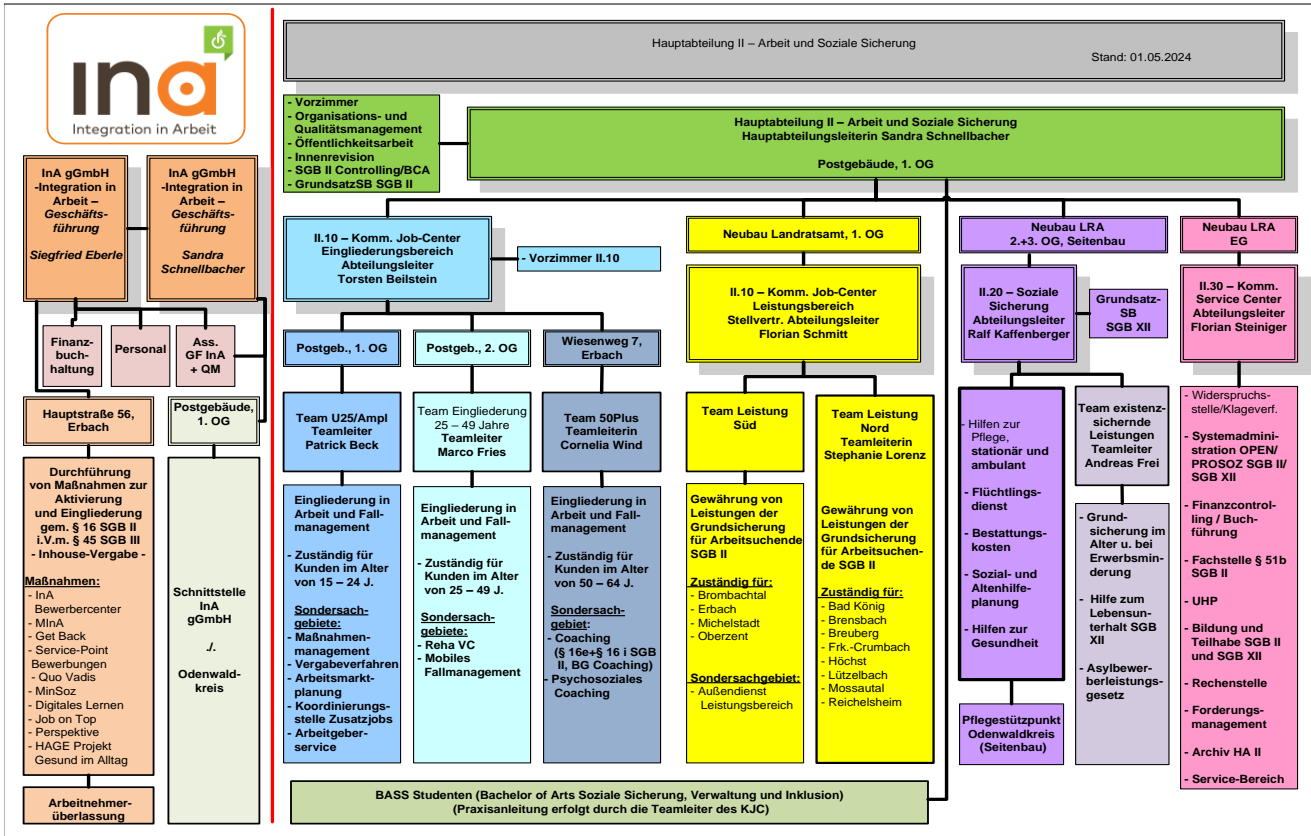 ina
Integration in Arbeit
Hauptabteilung II – Arbeit und Soziale Sicherung
Stand: 01.05.2024
- Vorzimmer
- Organisations- und
Qualitätsmanagement
- Öffentlichkeitsarbeit
- Innenrevision
- SGB II Controlling/BCA
- GrundsatzSB SGB II
Hauptabteilung II – Arbeit und Soziale Sicherung
Hauptabteilungsleiterin Sandra Schnellbacher
Postgebäude, 1. OG
InA gGmbH
-Integration in
Arbeit –
Geschäfts-
führung
Siegfried Eberle
InA gGmbH
-Integration in
Arbeit –
Geschäfts-
führung
Sandra
Schnellbacher
Finanz-
buch-
haltung
Personal
Ass.
GF InA
+ QM
Hauptstraße 56,
Erbach
Postgebäude,
1. OG
Durchführung
von Maßnahmen zur
Aktivierung
und Eingliederung
gem. § 16 SGB II
i.V.m. § 45 SGB III
- Inhouse-Vergabe -
Maßnahmen:
- InA
Bewerbercenter
- MInA
- Get Back
- Service-Point
Bewerbungen
- Quo Vadis
- MinSoz
- Digitales Lernen
- Job on Top
- Perspektive
- HAGE Projekt
Gesund im Alltag
Arbeitnehmer-
überlassung
Schnittstelle
InA
gGmbH
./.
Odenwald-
kreis
II.10 – Komm. Job-Center
Eingliederungsbereich
Abteilungsleiter
Torsten Beilstein
- Vorzimmer II.10
Postgeb., 1. OG
Postgeb., 2. OG
Wiesenweg 7,
Erbach
Team U25/Ampl
Teamleiter
Patrick Beck
Team Eingliederung
25 – 49 Jahre
Teamleiter
Marco Fries
Team 50Plus
Teamleiterin
Cornelia Wind
Eingliederung in
Arbeit und Fall-
management
- Zuständig für
Kunden im Alter
von 15 – 24 J.
Sondersach-
gebiete:
- Maßnahmen-
management
- Vergabeverfahren
- Arbeitsmarkt-
planung
- Koordinierungs-
stelle Zusatzjobs
- Arbeitgeber-
service
Eingliederung in
Arbeit und Fall-
management
- Zuständig für
Kunden im Alter
von 25 – 49 J.
Sondersach-
gebiete:
- Reha VC
- Mobiles
Fallmanagement
Eingliederung in
Arbeit und Fall-
management
- Zuständig für
Kunden im Alter
von 50 – 64 J.
Sondersach-
gebiet:
- Coaching
(§ 16e+§ 16 i SGB
II, BG Coaching)
- Psychosoziales
Coaching
Neubau Landratsamt, 1. OG
II.10 – Komm. Job-Center
Leistungsbereich
Stellvertr. Abteilungsleiter
Florian Schmitt
Team Leistung
Süd
Team Leistung
Nord
Teamleiterin
Stephanie Lorenz
Gewährung von
Leistungen der
Grundsicherung
für Arbeitsuchende
SGB II
Zuständig für:
- Brombachtal
- Erbach
- Michelstadt
- Oberzent
Sondersachgebiet:
- Außendienst
Leistungsbereich
Gewährung von
Leistungen der
Grundsicherung
für Arbeitsuchen-
de SGB II
Zuständig für:
- Bad König
- Brensbach
- Breuberg
- Frk.-Crumbach
- Höchst
- Lützelbach
- Mossautal
- Reichelsheim
Neubau LRA
2.+3. OG, Seitenbau
II.20 – Soziale
Sicherung
Abteilungsleiter
Ralf Kaffenberger
Grundsatz-
SB
SGB XII
- Hilfen zur
Pflege,
stationär und
ambulant
- Flüchtlings-
dienst
- Bestattungs-
kosten
- Sozial- und
Altenhilfe-
planung
- Hilfen zur
Gesundheit
Pflegestützpunkt
Odenwaldkreis
(Seitenbau)
Team existenz-
sichernde
Leistungen
Teamleiter
Andreas Frei
- Grund-
sicherung im
Alter u. bei
Erwerbsmin-
derung
- Hilfe zum
Lebensun-
terhalt SGB
XII
- Asylbewer-
berleistungs-
gesetz
Neubau LRA
EG
II.30 – Komm.
Service Center
Abteilungsleiter
Florian Steiniger
- Widerspruchs-
stelle/Klageverf.
- Systemadmini-
stration OPEN/
PROSOZ SGB II/
SGB XII
- Finanzcontrol-
ling / Buch-
führung
- Fachstelle § 51b
SGB II
- UHP
- Bildung und
Teilhabe SGB II
und SGB XII
- Rechenstelle
- Forderungs-
management
- Archiv HA II
- Service-Bereich
BASS Studenten (Bachelor of Arts Soziale Sicherung, Verwaltung und Inklusion)
(Praxisanleitung erfolgt durch die Teamleiter des KJC)